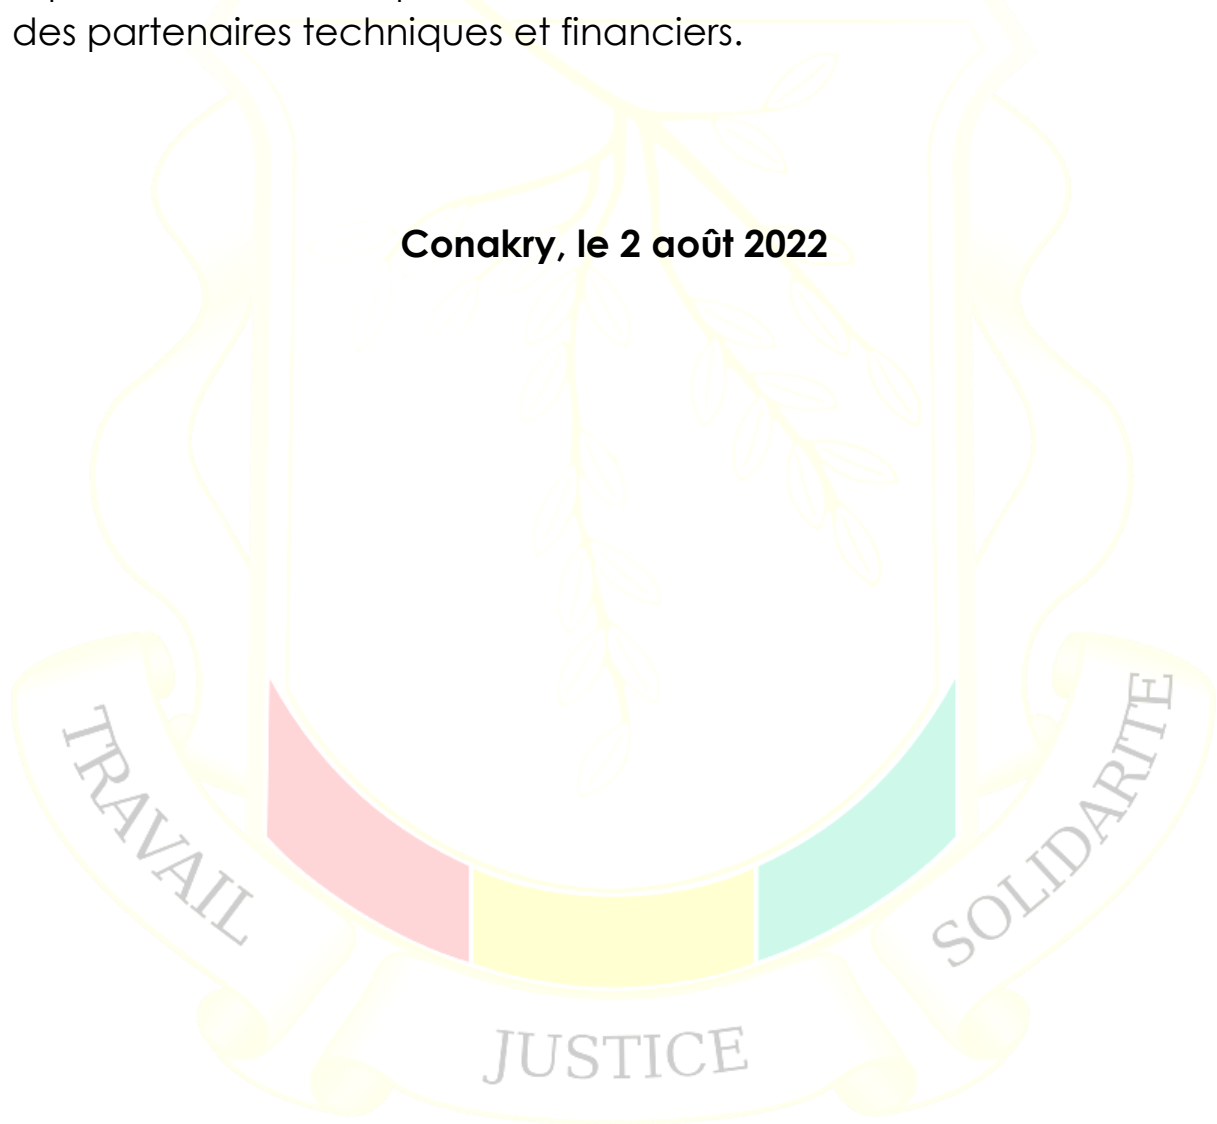 des partenaires techniques et financiers.
Conakry, le 2 août 2022
TRAVAIL
JUSTICE
SOLIDARITE